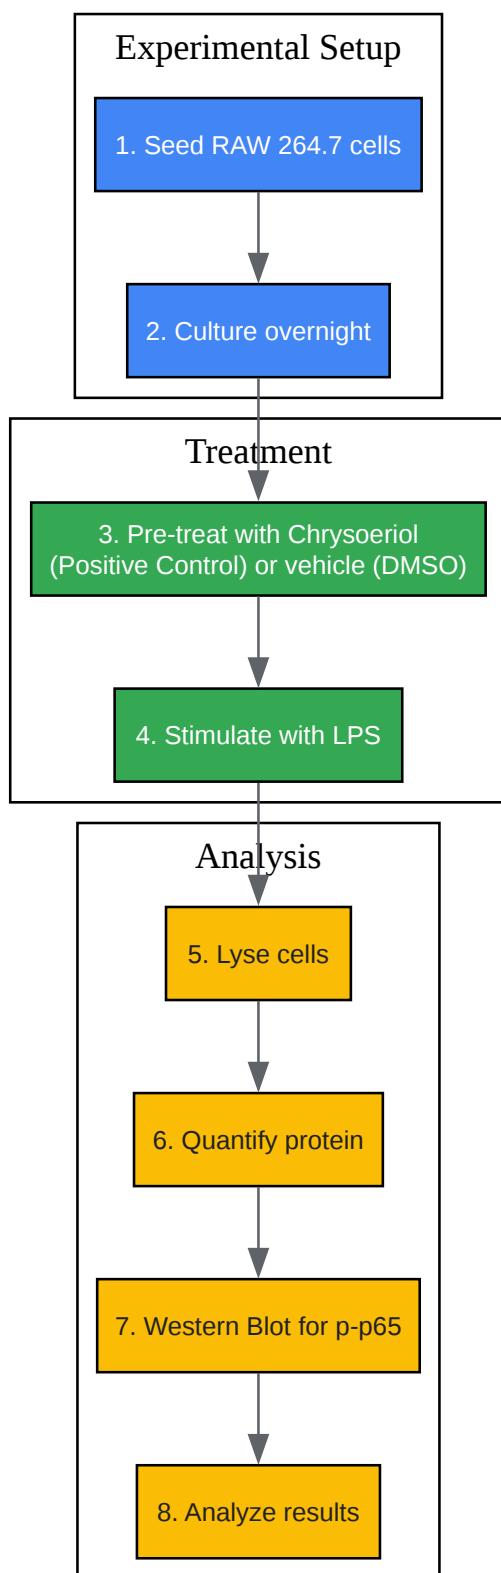 Experimental Setup
1. Seed RAW 264.7 cells
2. Culture overnight
Treatment
3. Pre-treat with Chrysoeriol
(Positive Control) or vehicle (DMSO)
4. Stimulate with LPS
Analysis
5. Lyse cells
6. Quantify protein
7. Western Blot for p-p65
8. Analyze results